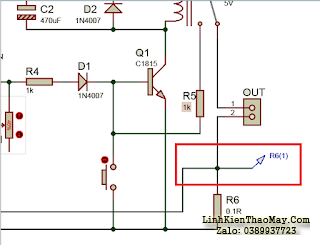 C2
470uF
D2
1N4007
5V
Q1
C1815
R4
1k
D1
1N4007
R5
1k
OUT
1
2
R6(1)
R6
0.1R
LinhKienThaoMay.Com
Zalo: 0389937723